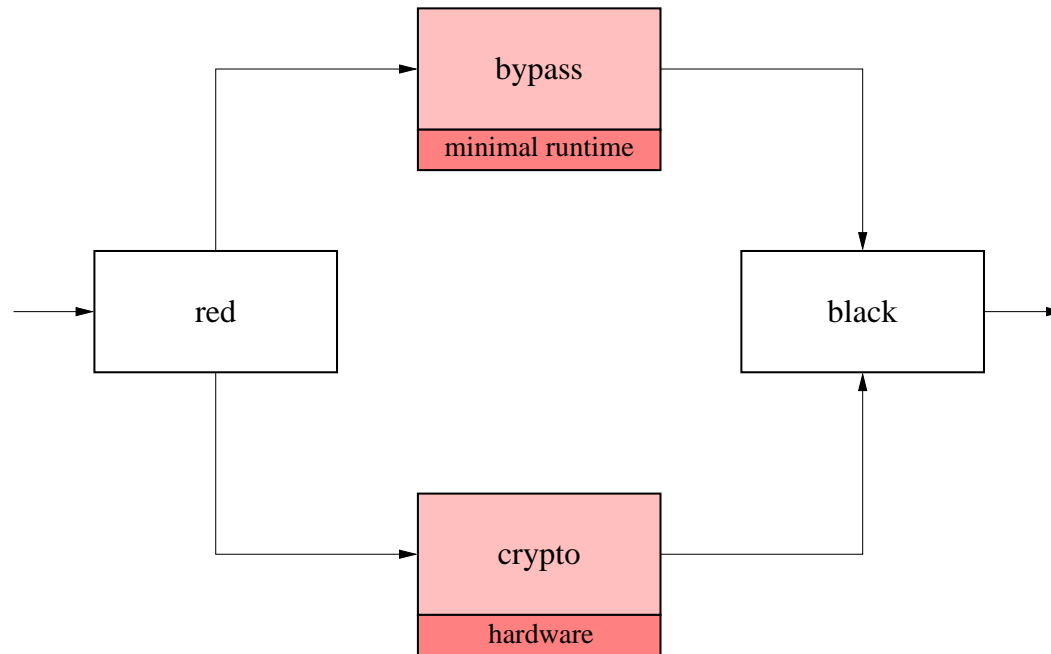 bypass
minimal runtime
red
black
crypto
hardware